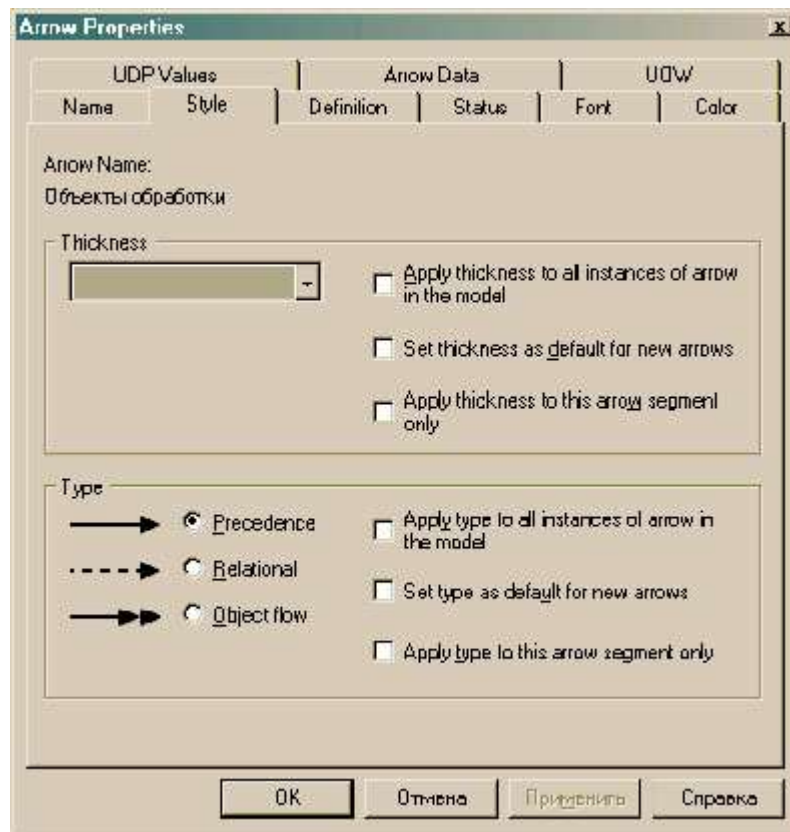 Arrow Properties
UDP Values Arrow Data UOW
Name Style Definition Status Font Color
Arrow Name:
Объекты обработки
Thickness
Apply thickness to all instances of arrow
in the model
Set thickness as default for new arrows
Apply thickness to this arrow segment
only
Type
Precedence
Relational
Object flow
Apply type to all instances of arrow in
the model
Set type as default for new arrows
Apply type to this arrow segment only
OK Отмена Применить Справка